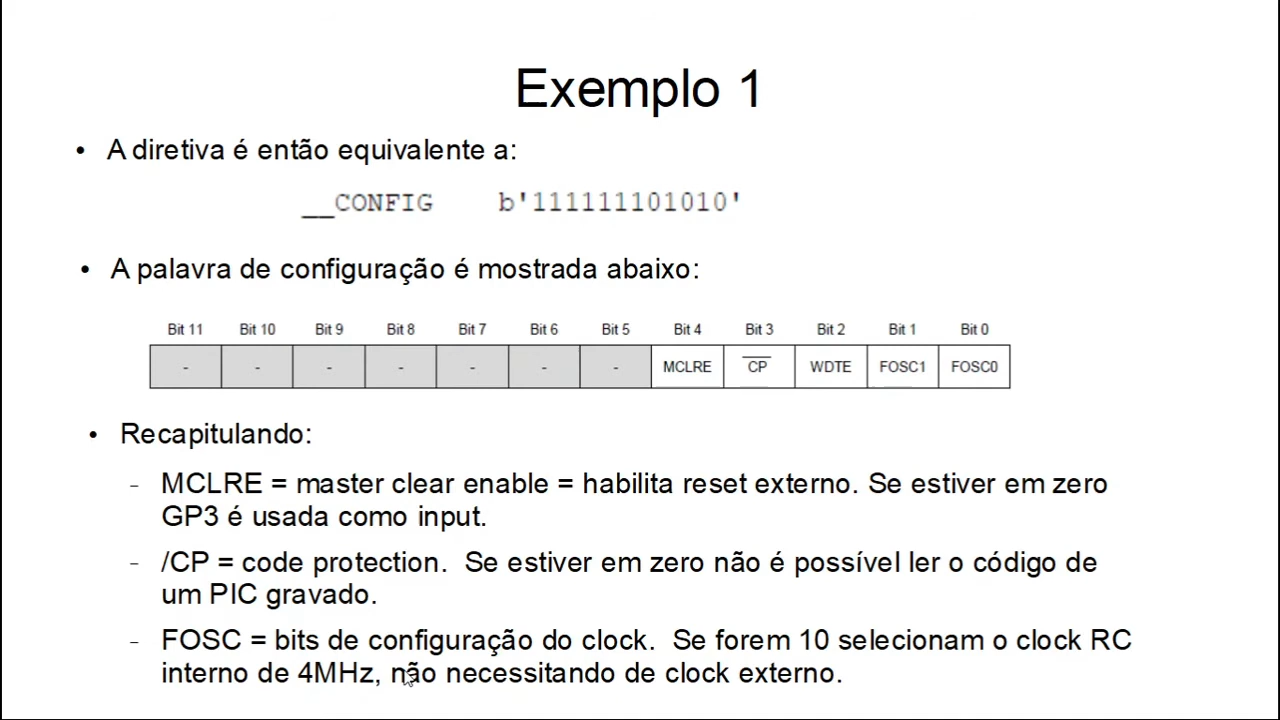 Exemplo 1
• A diretiva é então equivalente a:
__CONFIG b'111111101010'
• A palavra de configuração é mostrada abaixo:
Bit 11 Bit 10 Bit 9 Bit 8 Bit 7 Bit 6 Bit 5 Bit 4 Bit 3 Bit 2 Bit 1 Bit 0
- - - - - - - MCLRE C̅P̅ WDTE FOSC1 FOSC0
• Recapitulando:
– MCLRE = master clear enable = habilita reset externo. Se estiver em zero
GP3 é usada como input.
– /CP = code protection. Se estiver em zero não é possível ler o código de
um PIC gravado.
– FOSC = bits de configuração do clock. Se forem 10 selecionam o clock RC
interno de 4MHz, não necessitando de clock externo.